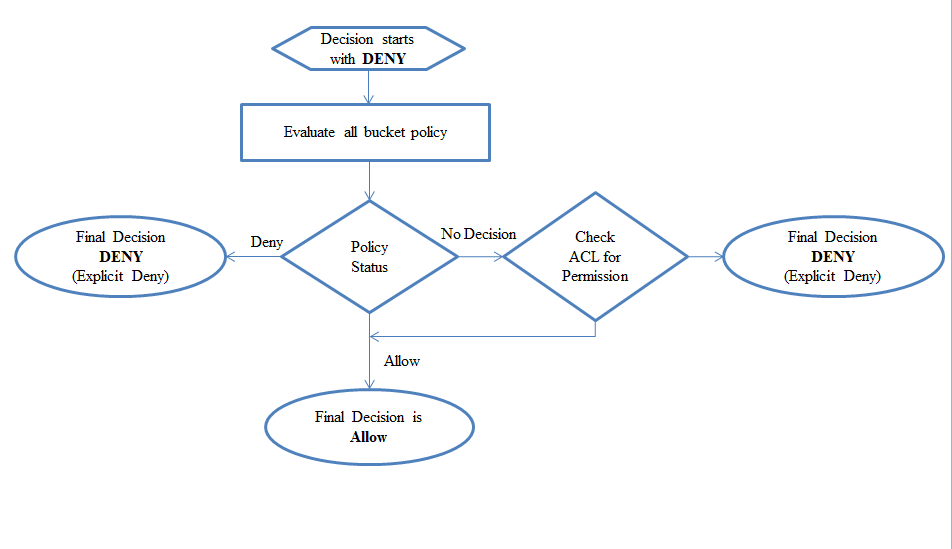 Decision starts
with DENY
Evaluate all bucket policy
Final Decision
DENY
(Explicit Deny)
Deny
Policy
Status
No Decision
Check
ACL for
Permission
Final Decision
DENY
(Explicit Deny)
Allow
Final Decision is
Allow